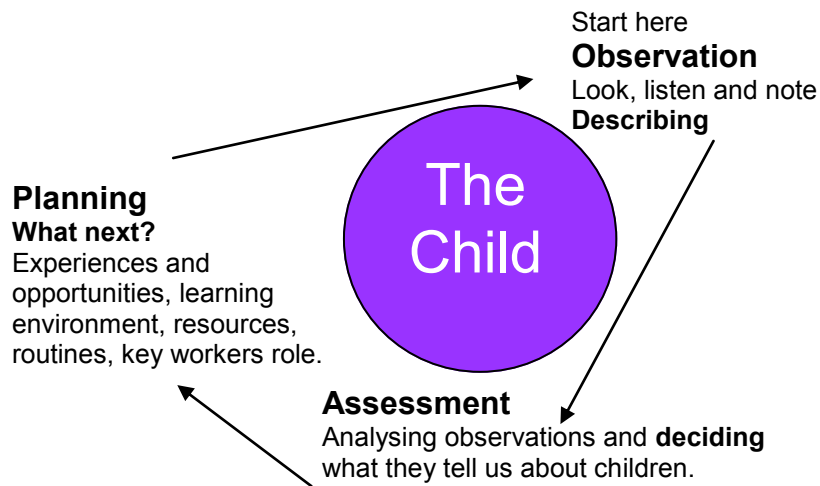 Start here
Observation
Look, listen and note
Describing
The
Child
Planning
What next?
Experiences and
opportunities, learning
environment, resources,
routines, key workers role.
Assessment
Analysing observations and deciding
what they tell us about children.